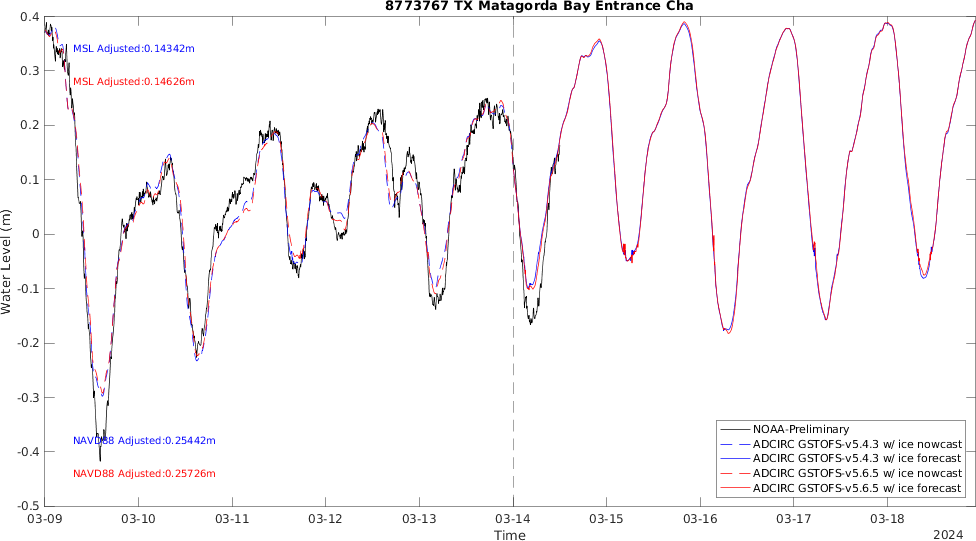 8773767 TX Matagorda Bay Entrance Cha
0.4
0.3
0.2
0.1
0
-0.1
-0.2
-0.3
-0.4
-0.5
Water Level (m)
MSL Adjusted:0.14342m
MSL Adjusted:0.14626m
NAVD88 Adjusted:0.25442m
NAVD88 Adjusted:0.25726m
NOAA-Preliminary
ADCIRC GSTOFS-v5.4.3 w/ ice nowcast
ADCIRC GSTOFS-v5.4.3 w/ ice forecast
ADCIRC GSTOFS-v5.6.5 w/ ice nowcast
ADCIRC GSTOFS-v5.6.5 w/ ice forecast
03-09 03-10 03-11 03-12 03-13 03-14 03-15 03-16 03-17 03-18
Time
2024